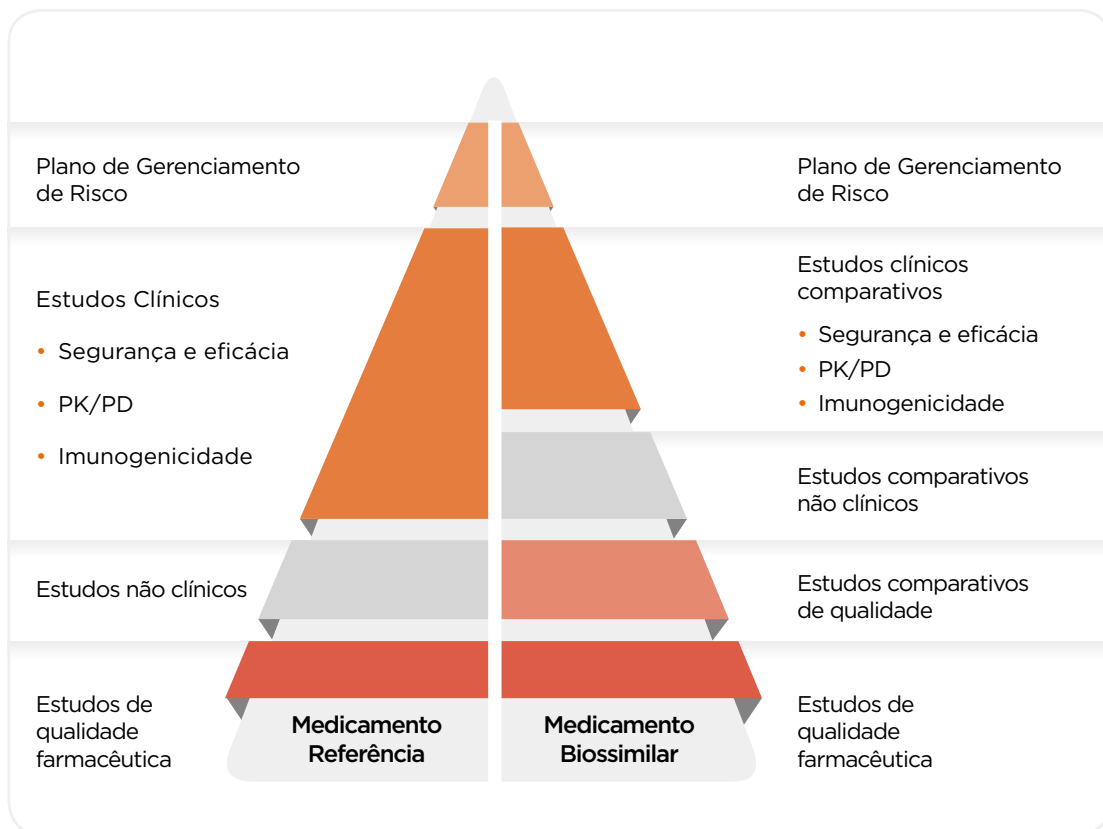 Plano de Gerenciamento
de Risco
Estudos Clínicos
• Segurança e eficácia
• PK/PD
• Imunogenicidade
Estudos não clínicos
Estudos de
qualidade
farmacêutica
Medicamento
Referência
Medicamento
Biossimilar
Plano de Gerenciamento
de Risco
Estudos clínicos
comparativos
• Segurança e eficácia
• PK/PD
• Imunogenicidade
Estudos comparativos
não clínicos
Estudos comparativos
de qualidade
Estudos de
qualidade
farmacêutica